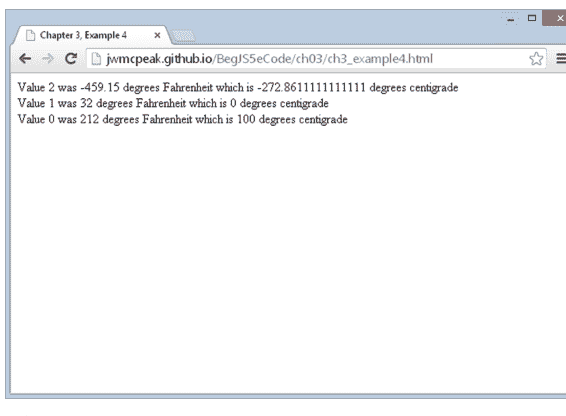 Chapter 3, Example 4
jwmcpeak.github.io/BegJS5eCode/ch03/ch3_example4.html
Value 2 was -459.15 degrees Fahrenheit which is -272.8611111111111 degrees centigrade
Value 1 was 32 degrees Fahrenheit which is 0 degrees centigrade
Value 0 was 212 degrees Fahrenheit which is 100 degrees centigrade